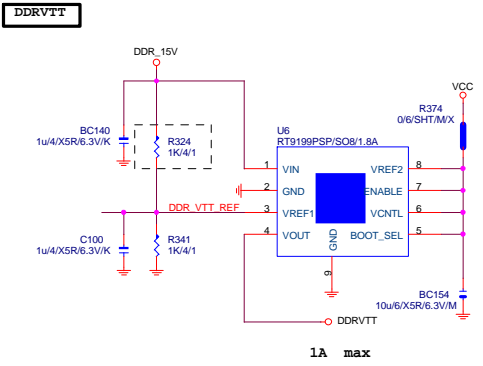 DDRVTT
DDR_15V
VCC
R374
0/6/SHT/M/X
BC140
1u/4/X5R/6.3V/K
R324
1K/4/1
U6
RT9199PSP/SO8/1.8A
1 VIN VREF2 8
2 GND ENABLE 7
DDR_VTT_REF 3 VREF1 VCNTL 6
4 VOUT BOOT_SEL 5
GND
9
C100
1u/4/X5R/6.3V/K
R341
1K/4/1
BC154
10u/6/X5R/6.3V/M
DDRVTT
1A max